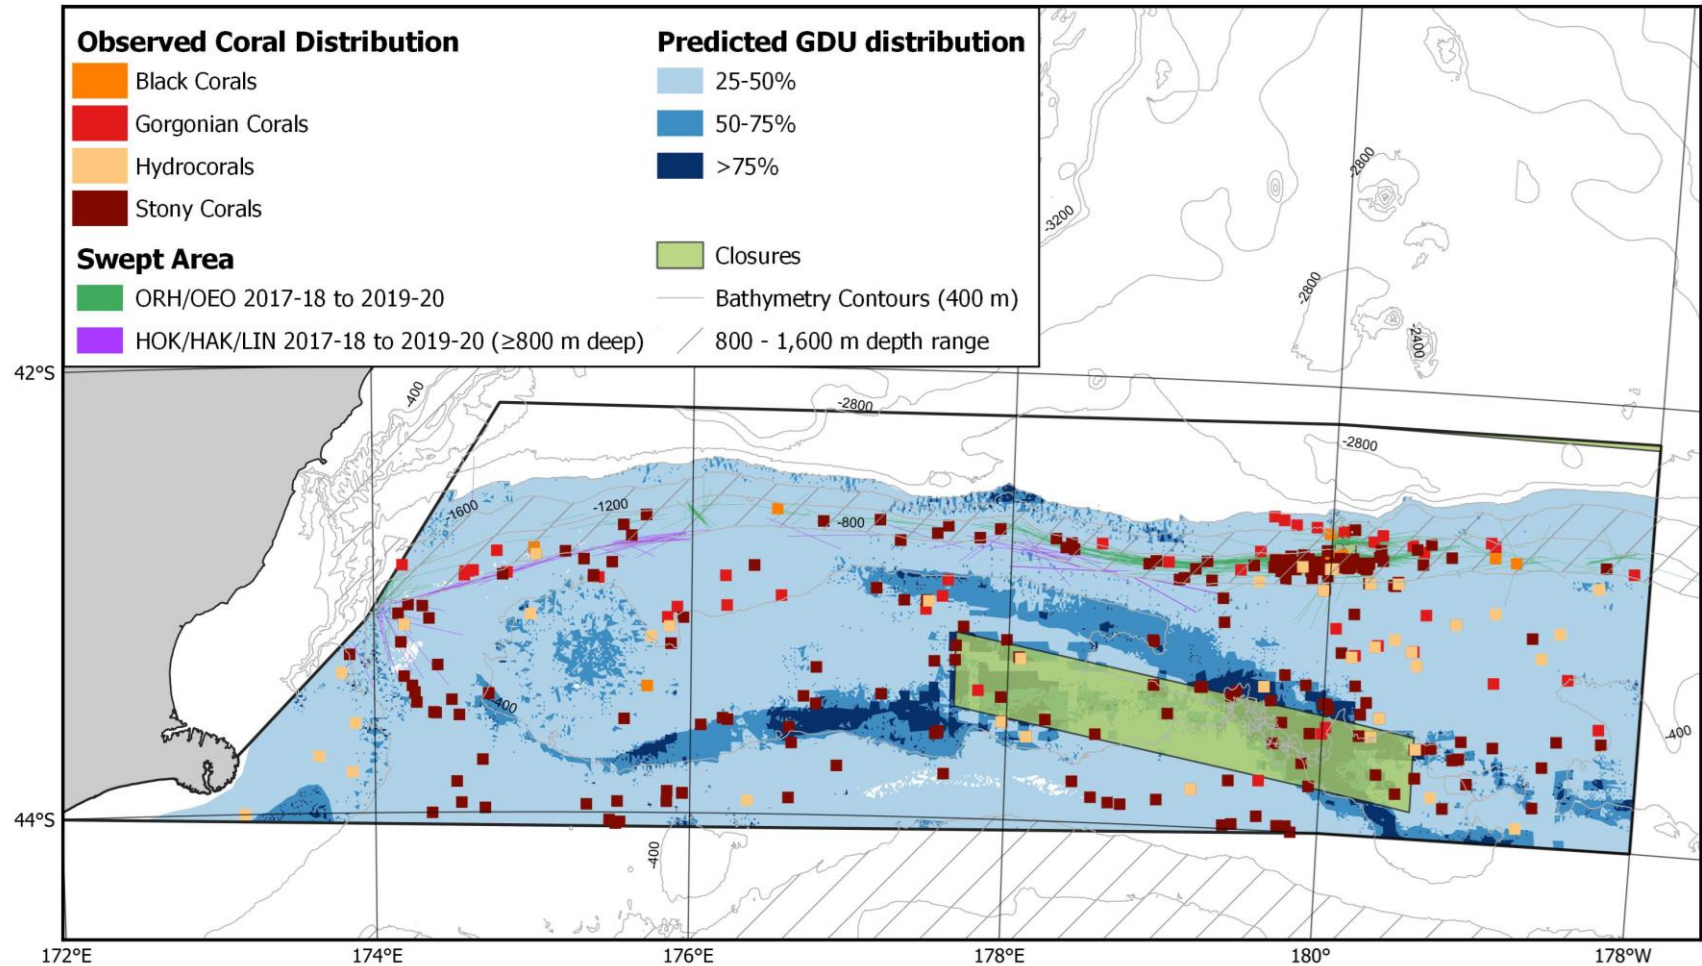 Observed Coral Distribution
Black Corals
Gorgonian Corals
Hydrocorals
Stony Corals
Swept Area
ORH/OEO 2017-18 to 2019-20
HOK/HAK/LIN 2017-18 to 2019-20 (≥800 m deep)
Predicted GDU distribution
25-50%
50-75%
>75%
Closures
Bathymetry Contours (400 m)
800 - 1,600 m depth range
-2800
-3200
-2800
-2400
42°S
-400
-2800
-2800
-1600
-1200
-800
-400
-400
44°S
-400
172°E
174°E
176°E
178°E
180°
178°W